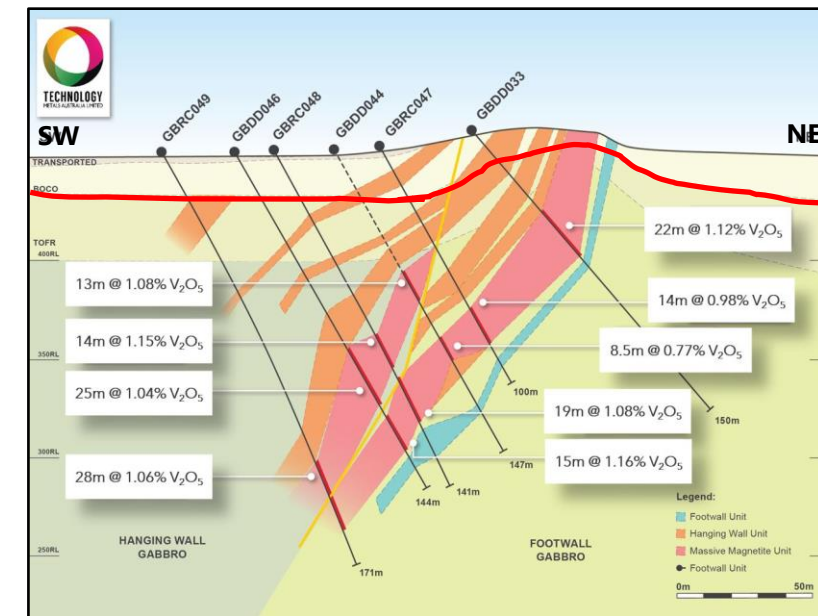 TECHNOLOGY
METALS AUSTRALIA LIMITED
SW
NE
GBRC049
GBDD046
GBRC048
GBDD044
GBRC047
GBDD033
TRANSPORTED
BOCO
TOFR
400RL
350RL
300RL
250RL
13m @ 1.08% V₂O₅
14m @ 1.15% V₂O₅
25m @ 1.04% V₂O₅
28m @ 1.06% V₂O₅
22m @ 1.12% V₂O₅
14m @ 0.98% V₂O₅
8.5m @ 0.77% V₂O₅
19m @ 1.08% V₂O₅
15m @ 1.16% V₂O₅
100m
150m
147m
141m
144m
171m
HANGING WALL
GABBRO
FOOTWALL
GABBRO
Legend:
Footwall Unit
Hanging Wall Unit
Massive Magnetite Unit
Footwall Unit
0m 50m